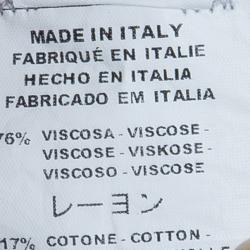 MADE IN ITALY
FABRIQUÉ EN ITALIE
HECHO EN ITALIA
FABRICADO EM ITALIA
76% VISCOSA - VISCOSE -
VISCOSE - VISKOSE -
VISCOSO - VISCOSE
レーヨン
17% COTONE - COTTON -